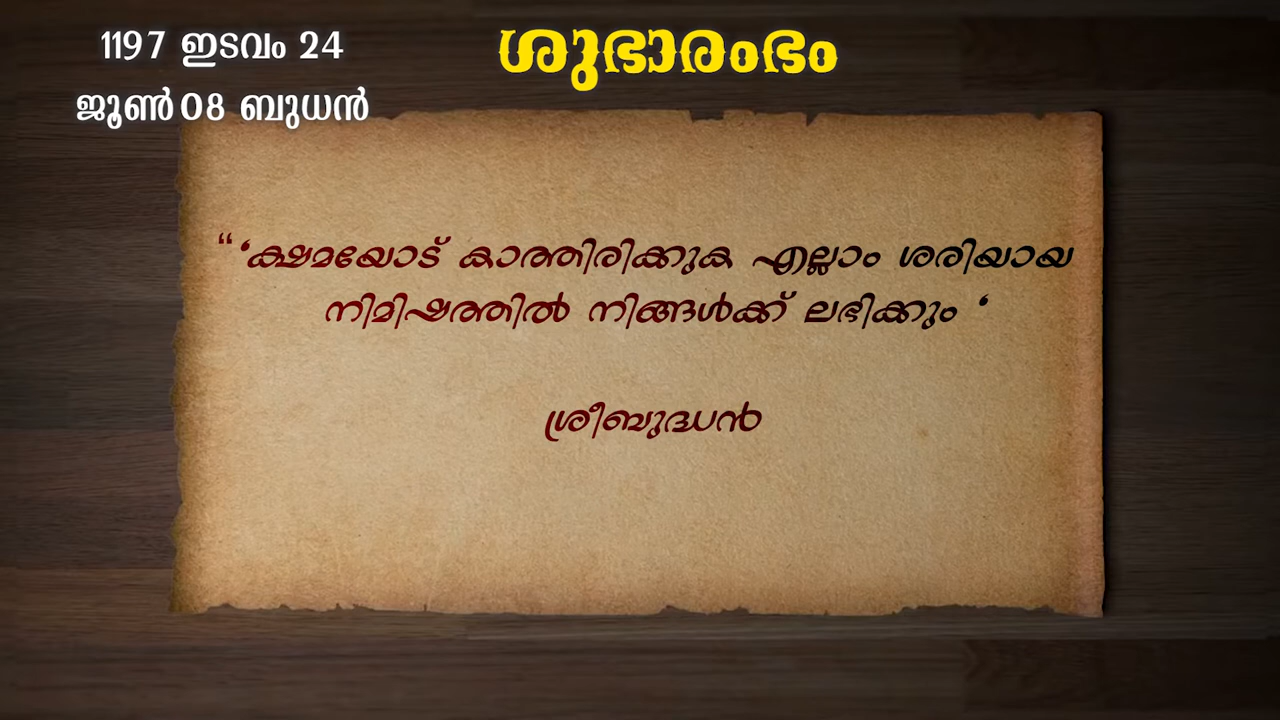 1197 ഇടവം 24
ജൂൺ 08 ബുധൻ
ശുഭാരംഭം
“ ‘ക്ഷമയോട് കാത്തിരിക്കുക എല്ലാം ശരിയായ
നിമിഷത്തിൽ നിങ്ങൾക്ക് ലഭിക്കും ‘
ശ്രീബുദ്ധൻ